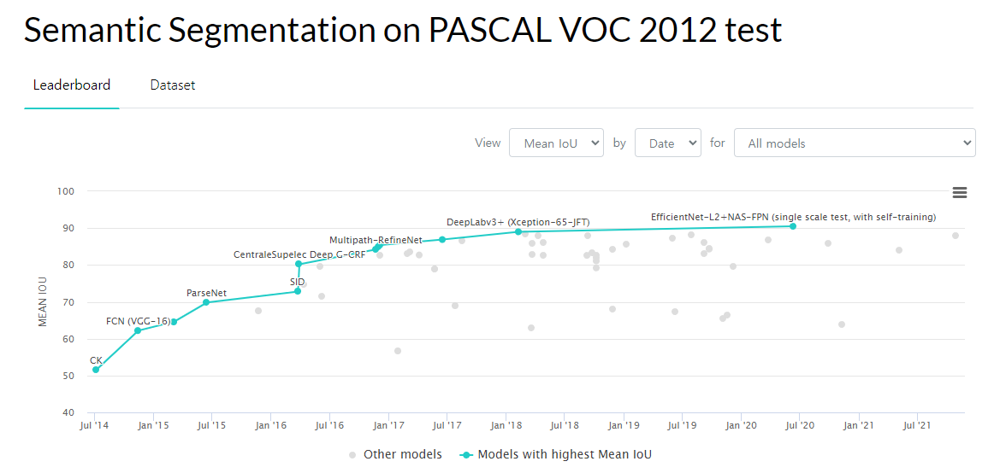 Semantic Segmentation on PASCAL VOC 2012 test
Leaderboard Dataset
View Mean IoU by Date for All models
100
90
80
70
60
50
40
MEAN IOU
EfficientNet-L2+NAS-FPN (single scale test, with self-training)
DeepLabv3+ (Xception-65-JFT)
Multipath-RefineNet
CentraleSupelec Deep G-CRF
SID
ParseNet
FCN (VGG-16)
CK
Jul '14 Jan '15 Jul '15 Jan '16 Jul '16 Jan '17 Jul '17 Jan '18 Jul '18 Jan '19 Jul '19 Jan '20 Jul '20 Jan '21 Jul '21
Other models Models with highest Mean IoU